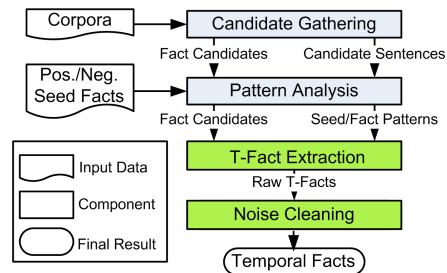 Corpora
Candidate Gathering
Fact Candidates
Candidate Sentences
Pos./Neg.
Seed Facts
Pattern Analysis
Fact Candidates
Seed/Fact Patterns
T-Fact Extraction
Raw T-Facts
Noise Cleaning
Temporal Facts
Input Data
Component
Final Result